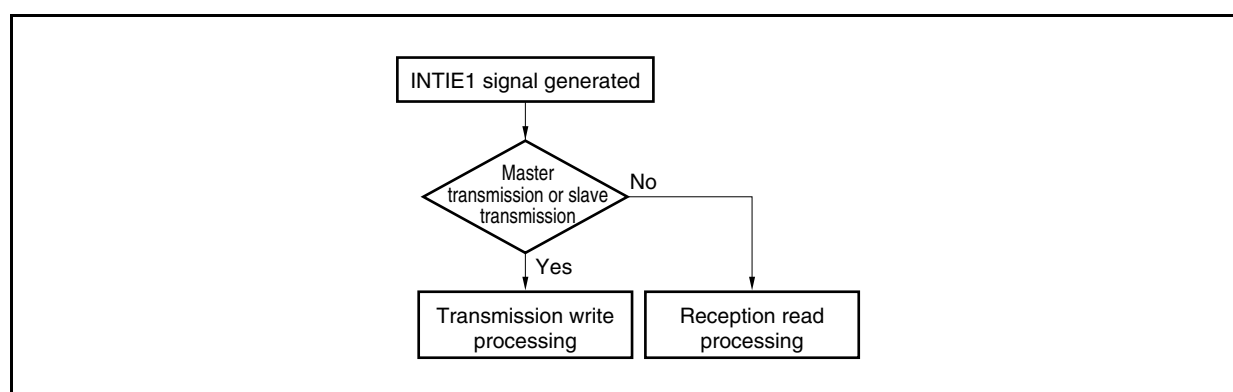 INTIE1 signal generated
Master
transmission or slave
transmission
No
Yes
Transmission write
processing
Reception read
processing